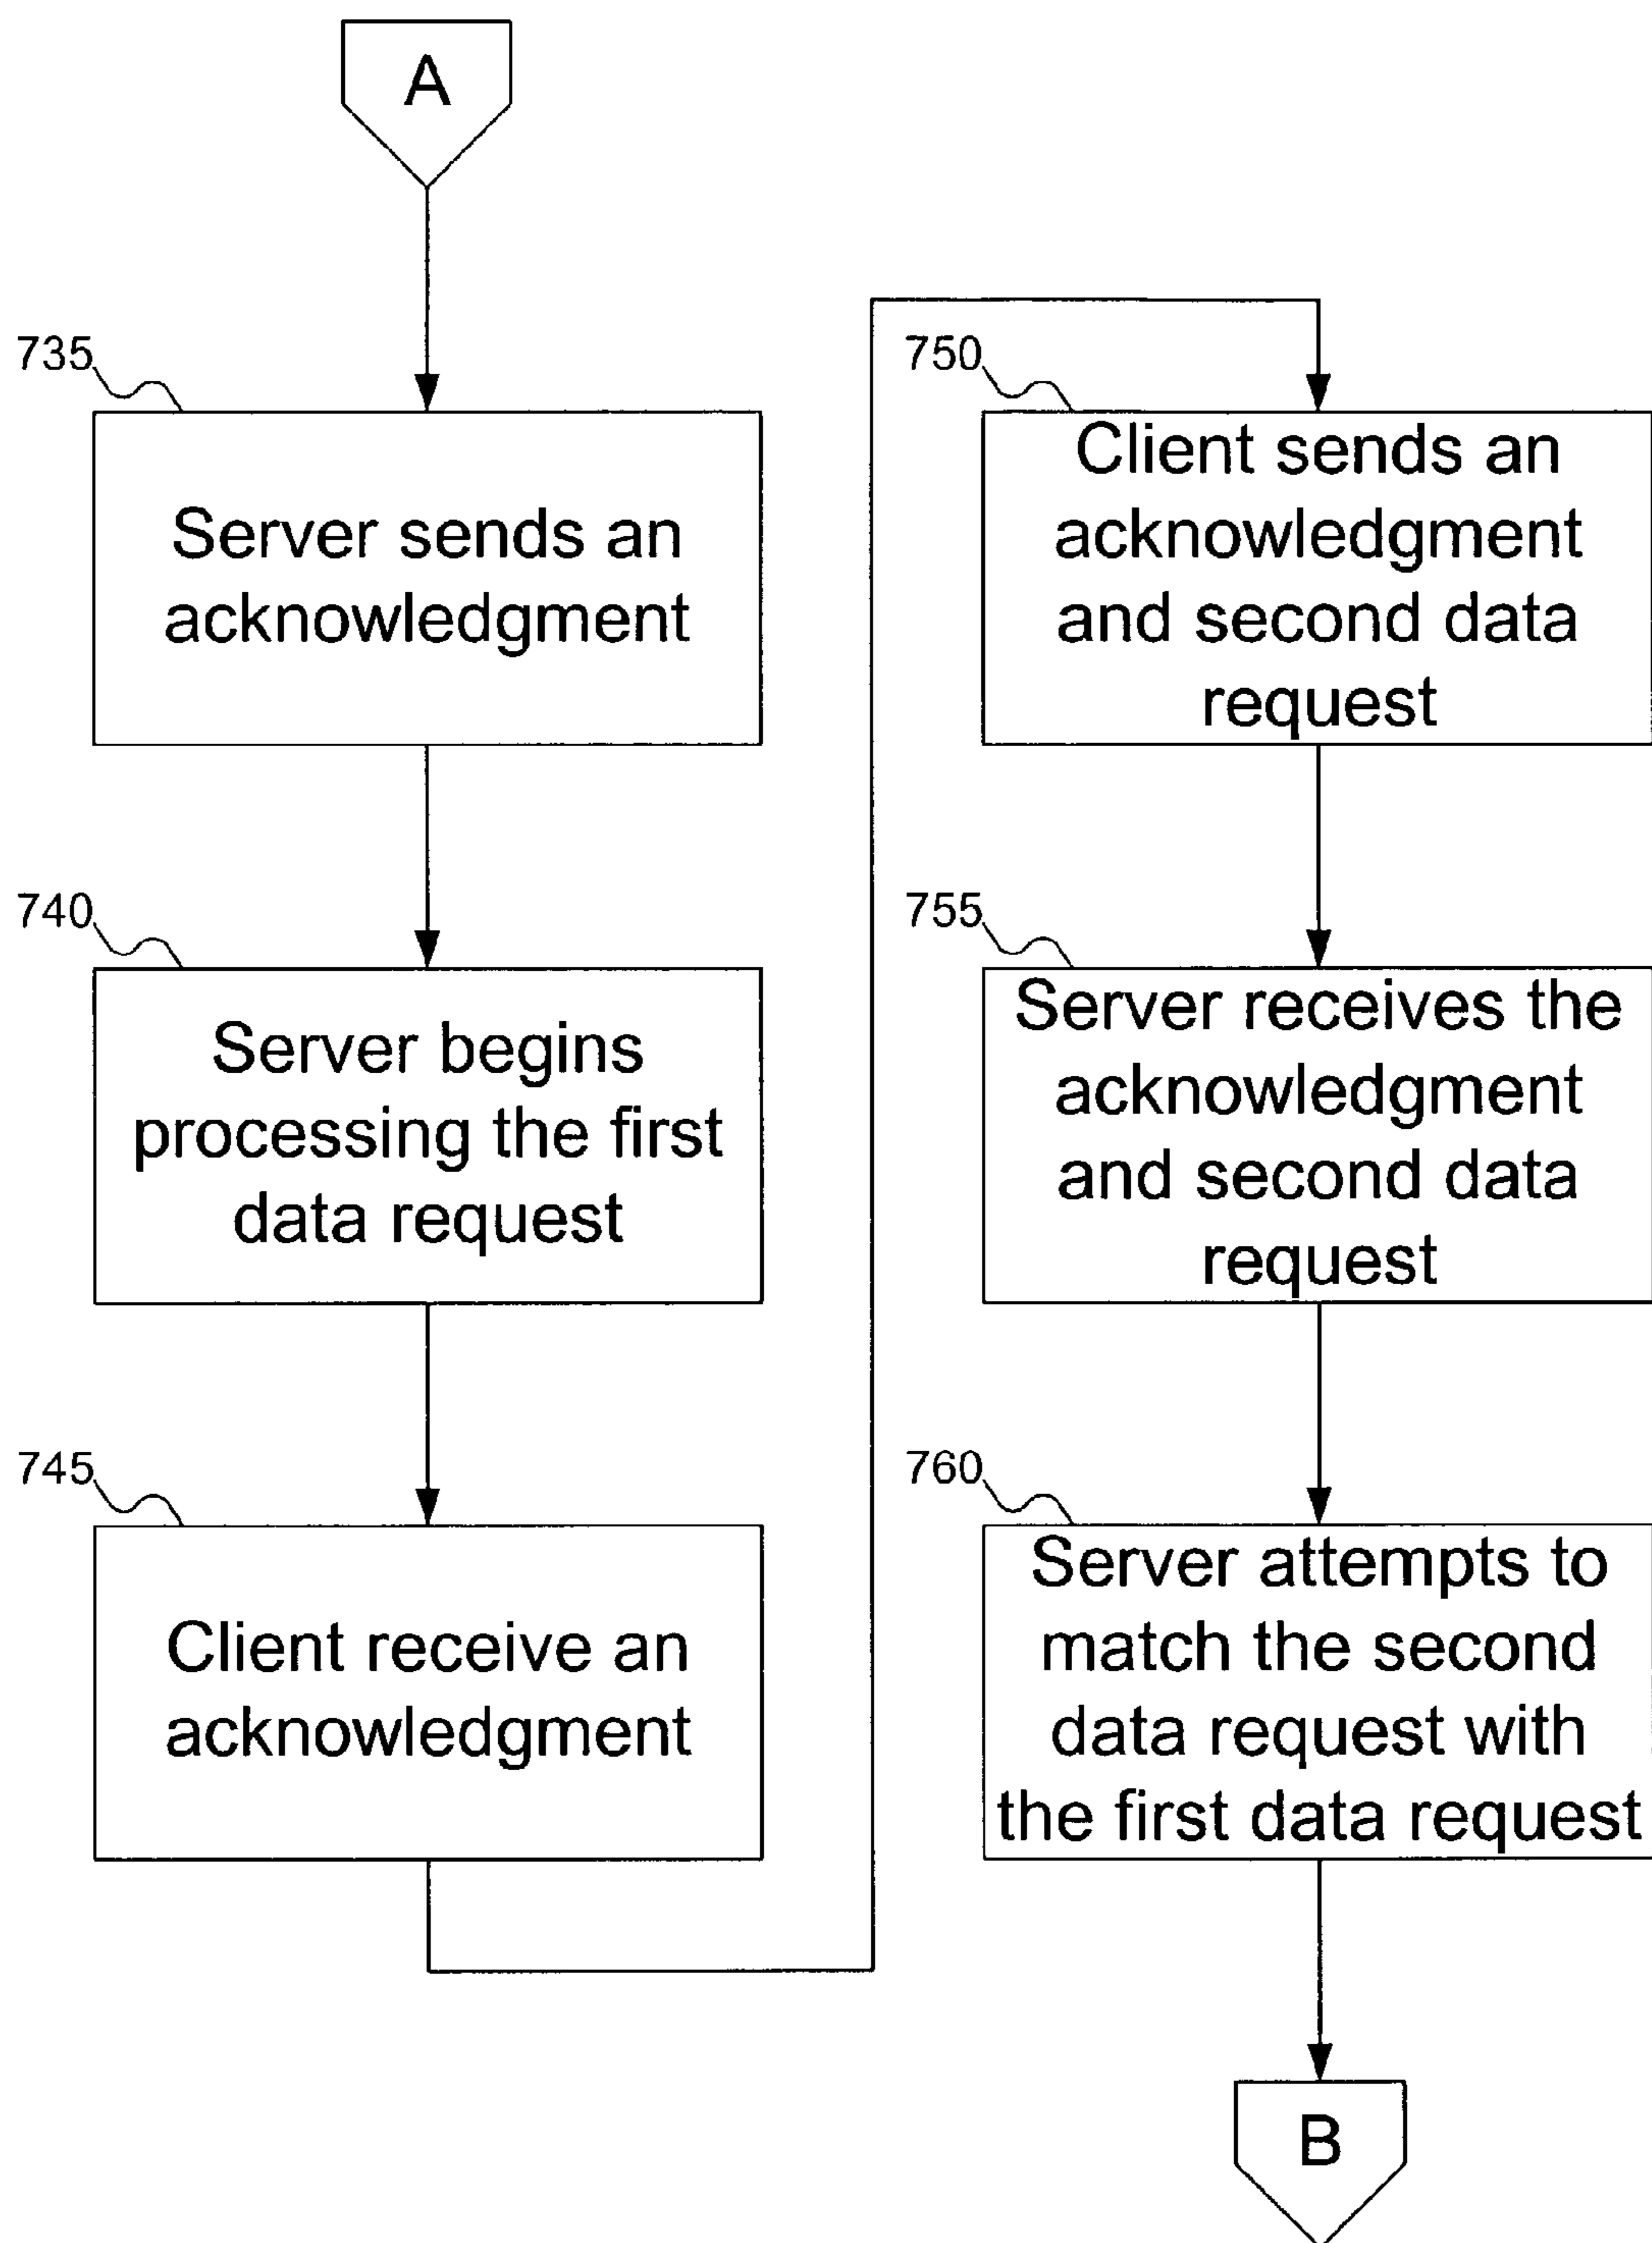 A
735
Server sends an
acknowledgment
740
Server begins
processing the first
data request
745
Client receive an
acknowledgment
750
Client sends an
acknowledgment
and second data
request
755
Server receives the
acknowledgment
and second data
request
760
Server attempts to
match the second
data request with
the first data request
B